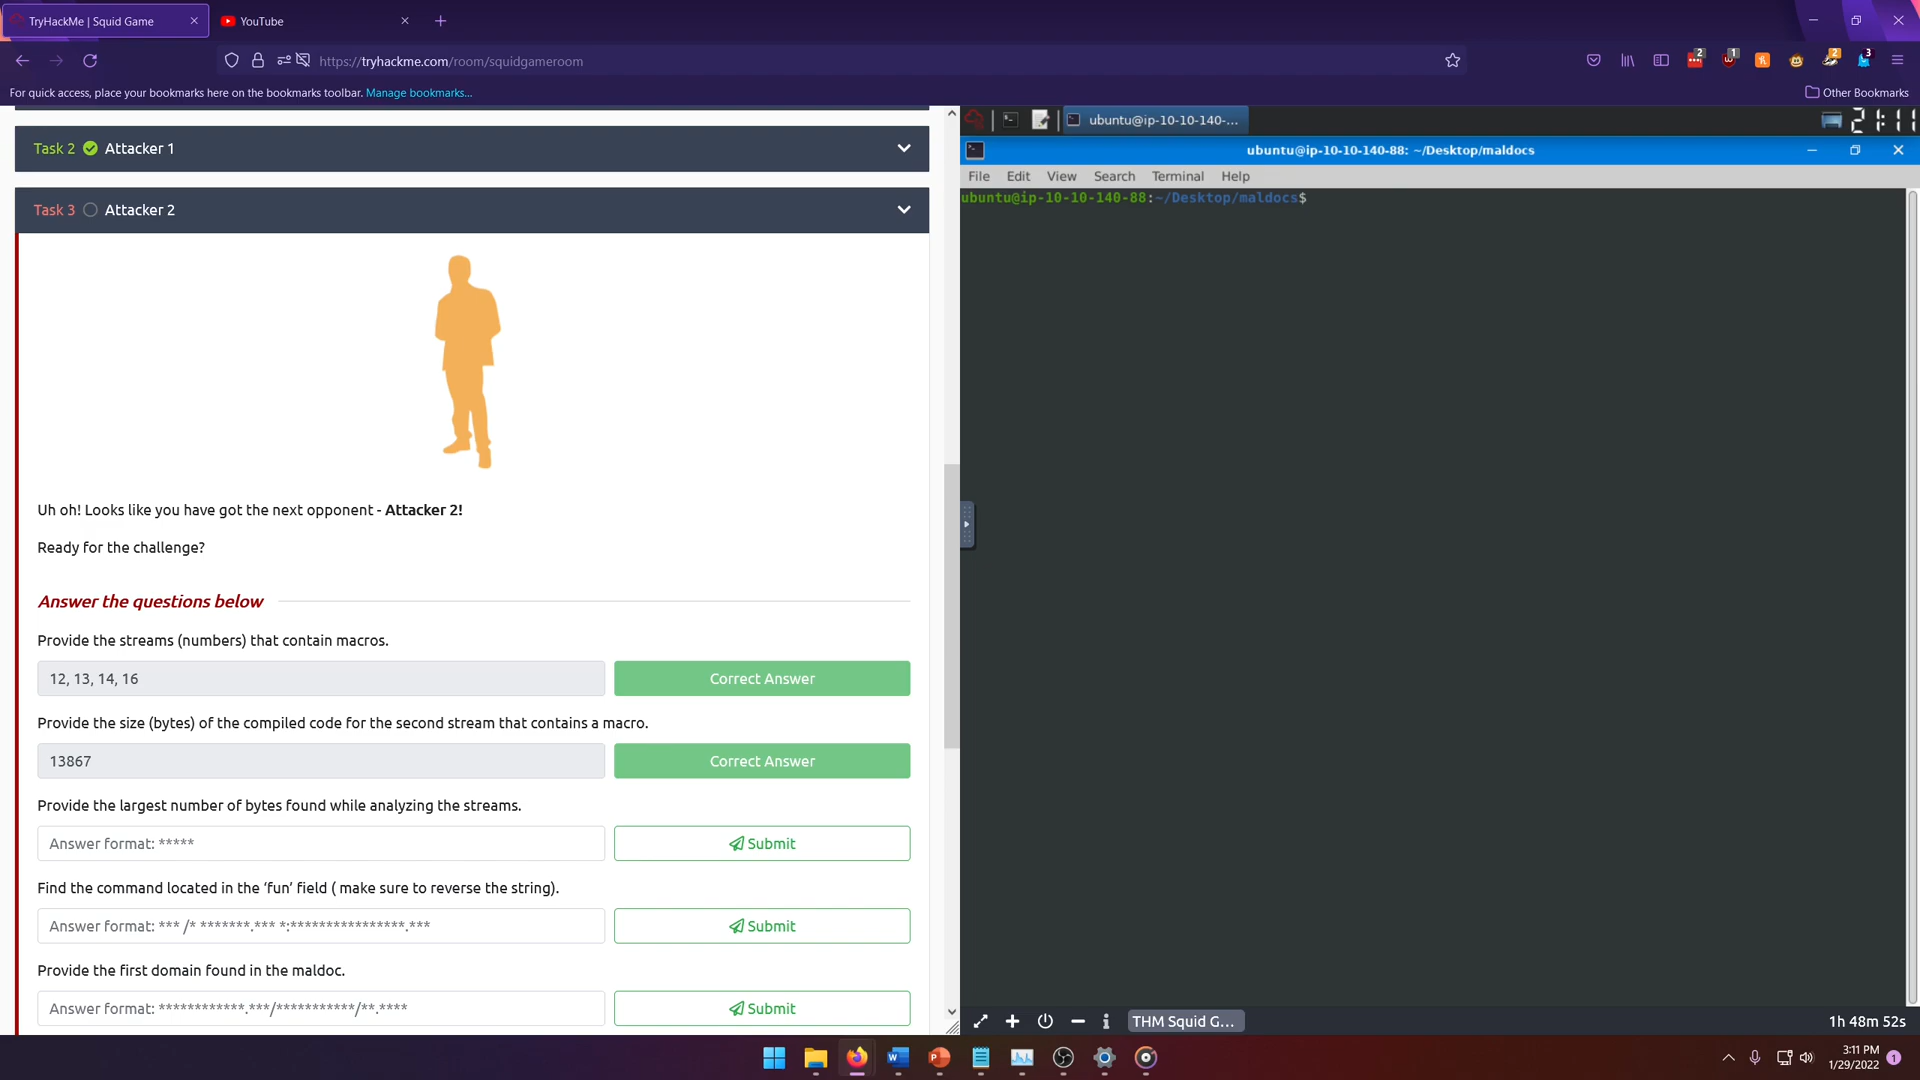 TryHackMe | Squid Game
YouTube
https://tryhackme.com/room/squidgameroom
2
1
2
3
For quick access, place your bookmarks here on the bookmarks toolbar. Manage bookmarks...
Other Bookmarks
Task 2 Attacker 1
Task 3 Attacker 2
Uh oh! Looks like you have got the next opponent - Attacker 2!
Ready for the challenge?
Answer the questions below
Provide the streams (numbers) that contain macros.
12, 13, 14, 16
Correct Answer
Provide the size (bytes) of the compiled code for the second stream that contains a macro.
13867
Correct Answer
Provide the largest number of bytes found while analyzing the streams.
Answer format: *****
Submit
Find the command located in the ‘fun’ field ( make sure to reverse the string).
Answer format: *** /* *******.*** *:****************.***
Submit
Provide the first domain found in the maldoc.
Answer format: ************.***/***********/**.****
Submit
ubuntu@ip-10-10-140-...
21:11
ubuntu@ip-10-10-140-88: ~/Desktop/maldocs
File Edit View Search Terminal Help
ubuntu@ip-10-10-140-88:~/Desktop/maldocs$
THM Squid G...
1h 48m 52s
3:11 PM
1/29/2022
1